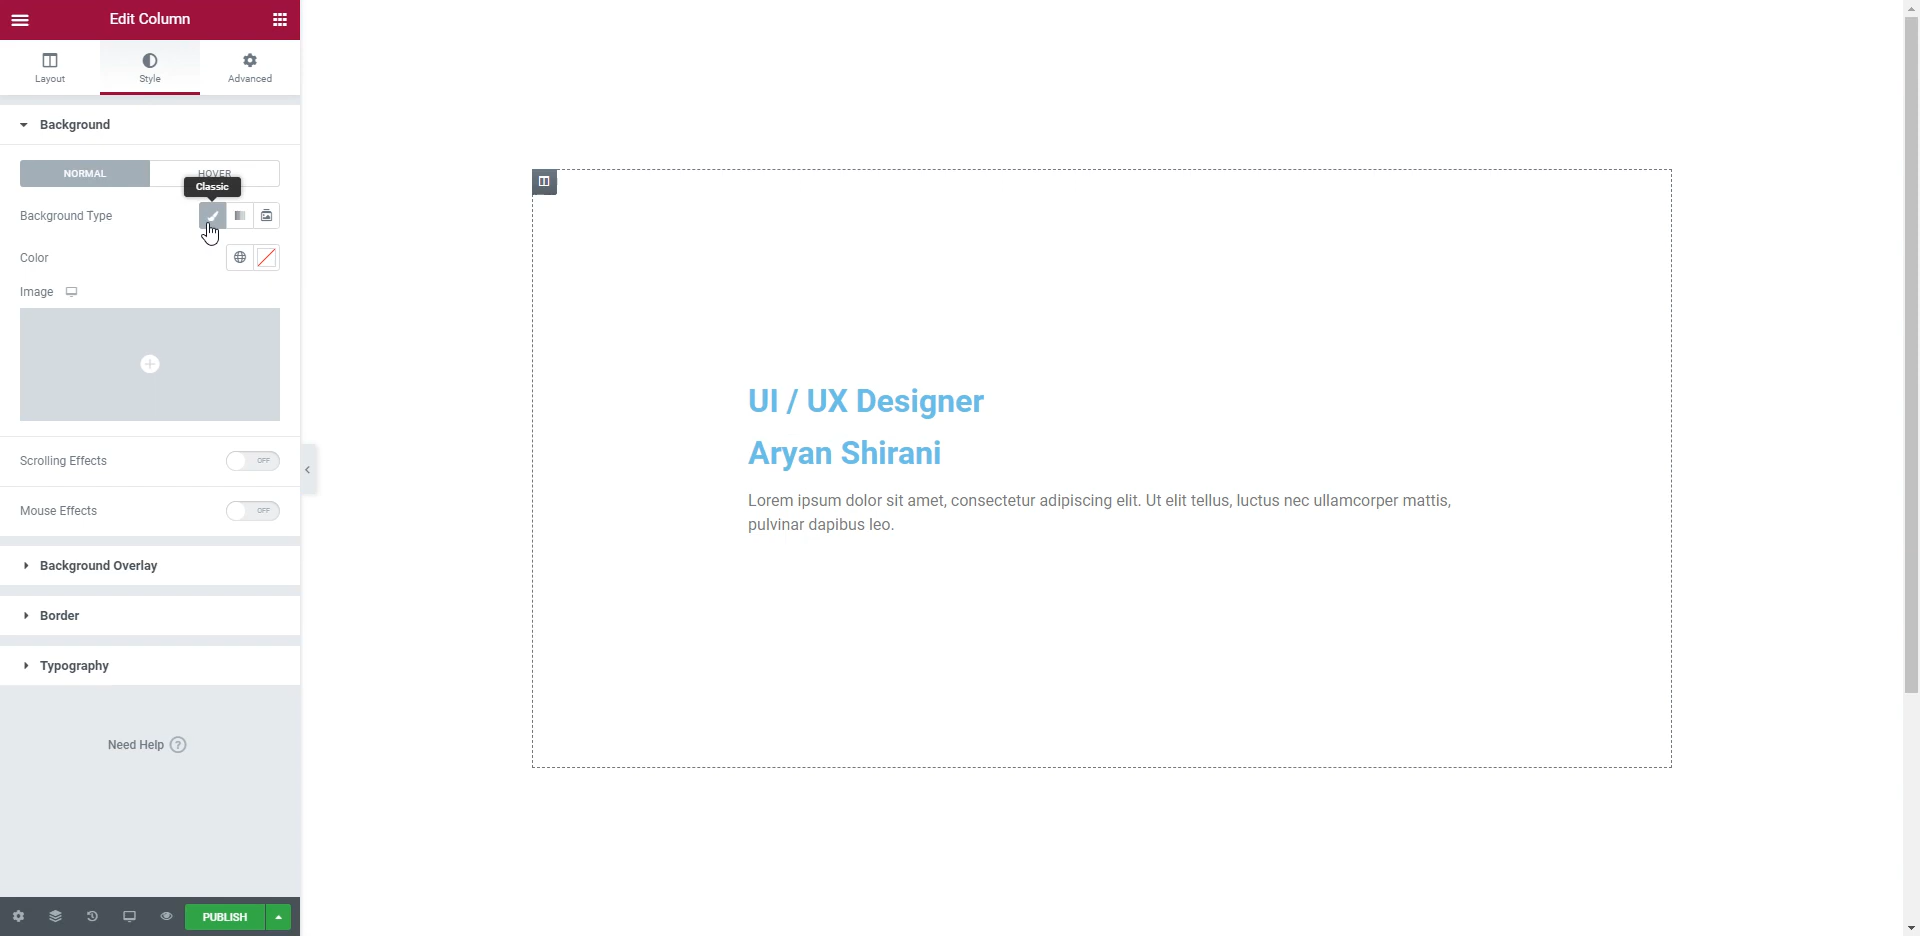 Edit Column
Layout
Style
Advanced
Background
NORMAL
HOVER
Classic
Background Type
Color
Image
Scrolling Effects
OFF
Mouse Effects
OFF
Background Overlay
Border
Typography
Need Help ?
PUBLISH
UI / UX Designer
Aryan Shirani
Lorem ipsum dolor sit amet, consectetur adipiscing elit. Ut elit tellus, luctus nec ullamcorper mattis,
pulvinar dapibus leo.